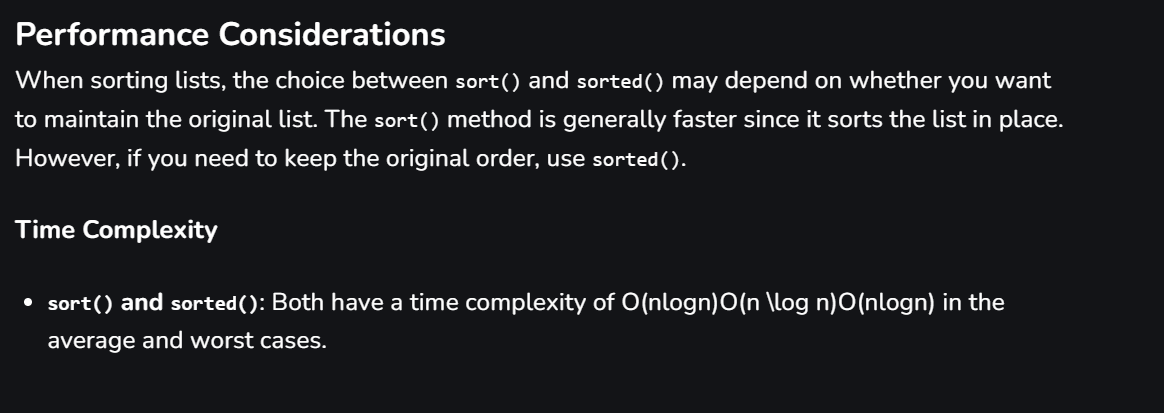 Performance Considerations
When sorting lists, the choice between sort() and sorted() may depend on whether you want
to maintain the original list. The sort() method is generally faster since it sorts the list in place.
However, if you need to keep the original order, use sorted().
Time Complexity
• sort() and sorted(): Both have a time complexity of O(nlogn)O(n \log n)O(nlogn) in the
average and worst cases.